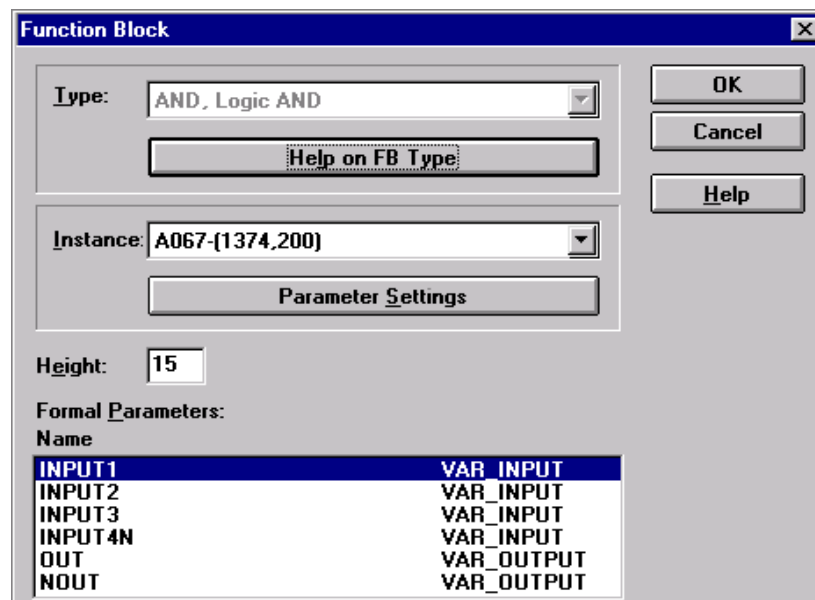 Function Block
Type: AND, Logic AND
OK
Help on FB Type
Cancel
Help
Instance: A067-(1374,200)
Parameter Settings
Height: 15
Formal Parameters:
Name
INPUT1 VAR_INPUT
INPUT2 VAR_INPUT
INPUT3 VAR_INPUT
INPUT4N VAR_INPUT
OUT VAR_OUTPUT
NOUT VAR_OUTPUT